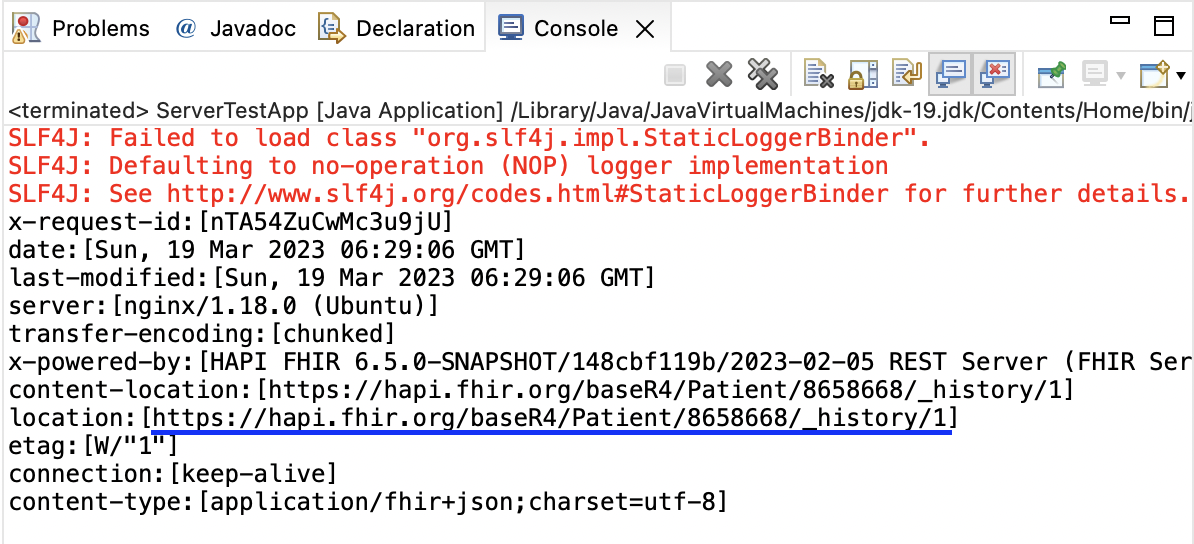 Problems @ Javadoc Declaration Console
<terminated> ServerTestApp [Java Application] /Library/Java/JavaVirtualMachines/jdk-19.jdk/Contents/Home/bin/j
SLF4J: Failed to load class "org.slf4j.impl.StaticLoggerBinder".
SLF4J: Defaulting to no-operation (NOP) logger implementation
SLF4J: See http://www.slf4j.org/codes.html#StaticLoggerBinder for further details.
x-request-id:[nTA54ZuCwMc3u9jU]
date:[Sun, 19 Mar 2023 06:29:06 GMT]
last-modified:[Sun, 19 Mar 2023 06:29:06 GMT]
server:[nginx/1.18.0 (Ubuntu)]
transfer-encoding:[chunked]
x-powered-by:[HAPI FHIR 6.5.0-SNAPSHOT/148cbf119b/2023-02-05 REST Server (FHIR Ser
content-location:[https://hapi.fhir.org/baseR4/Patient/8658668/_history/1]
location:[https://hapi.fhir.org/baseR4/Patient/8658668/_history/1]
etag:[W/"1"]
connection:[keep-alive]
content-type:[application/fhir+json;charset=utf-8]